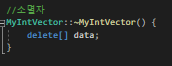 //소멸자
MyIntVector::~MyIntVector() {
    delete[] data;
}